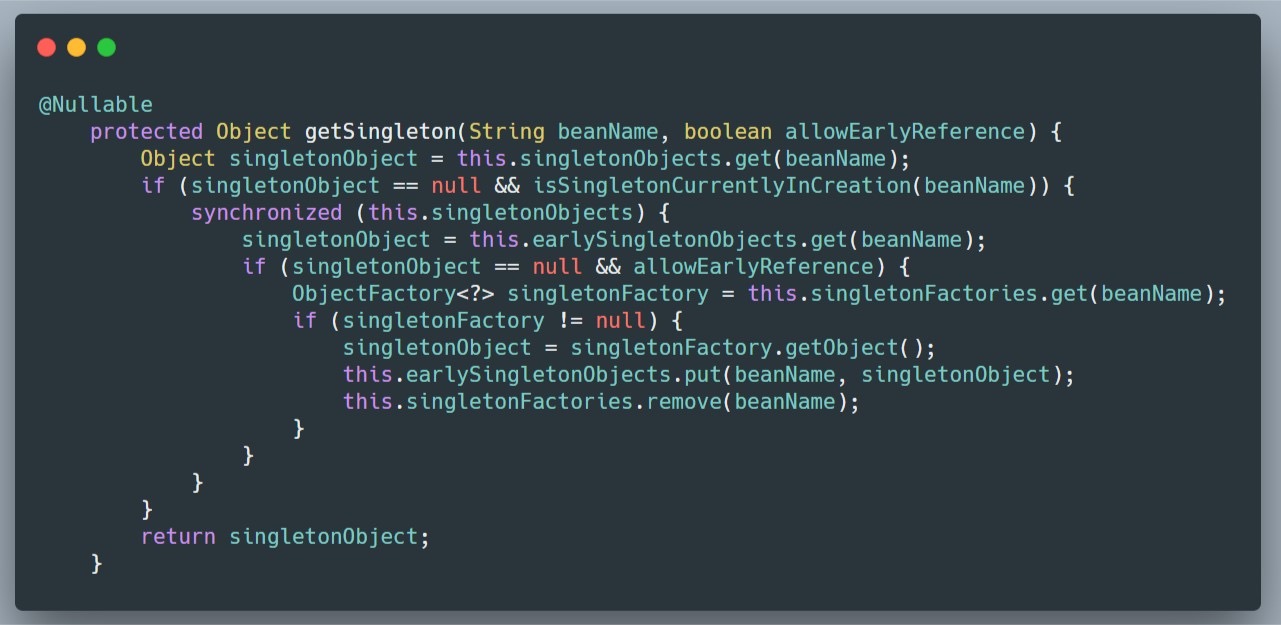 @Nullable
    protected Object getSingleton(String beanName, boolean allowEarlyReference) {
        Object singletonObject = this.singletonObjects.get(beanName);
        if (singletonObject == null && isSingletonCurrentlyInCreation(beanName)) {
            synchronized (this.singletonObjects) {
                singletonObject = this.earlySingletonObjects.get(beanName);
                if (singletonObject == null && allowEarlyReference) {
                    ObjectFactory<?> singletonFactory = this.singletonFactories.get(beanName);
                    if (singletonFactory != null) {
                        singletonObject = singletonFactory.getObject();
                        this.earlySingletonObjects.put(beanName, singletonObject);
                        this.singletonFactories.remove(beanName);
                    }
                }
            }
        }
        return singletonObject;
    }